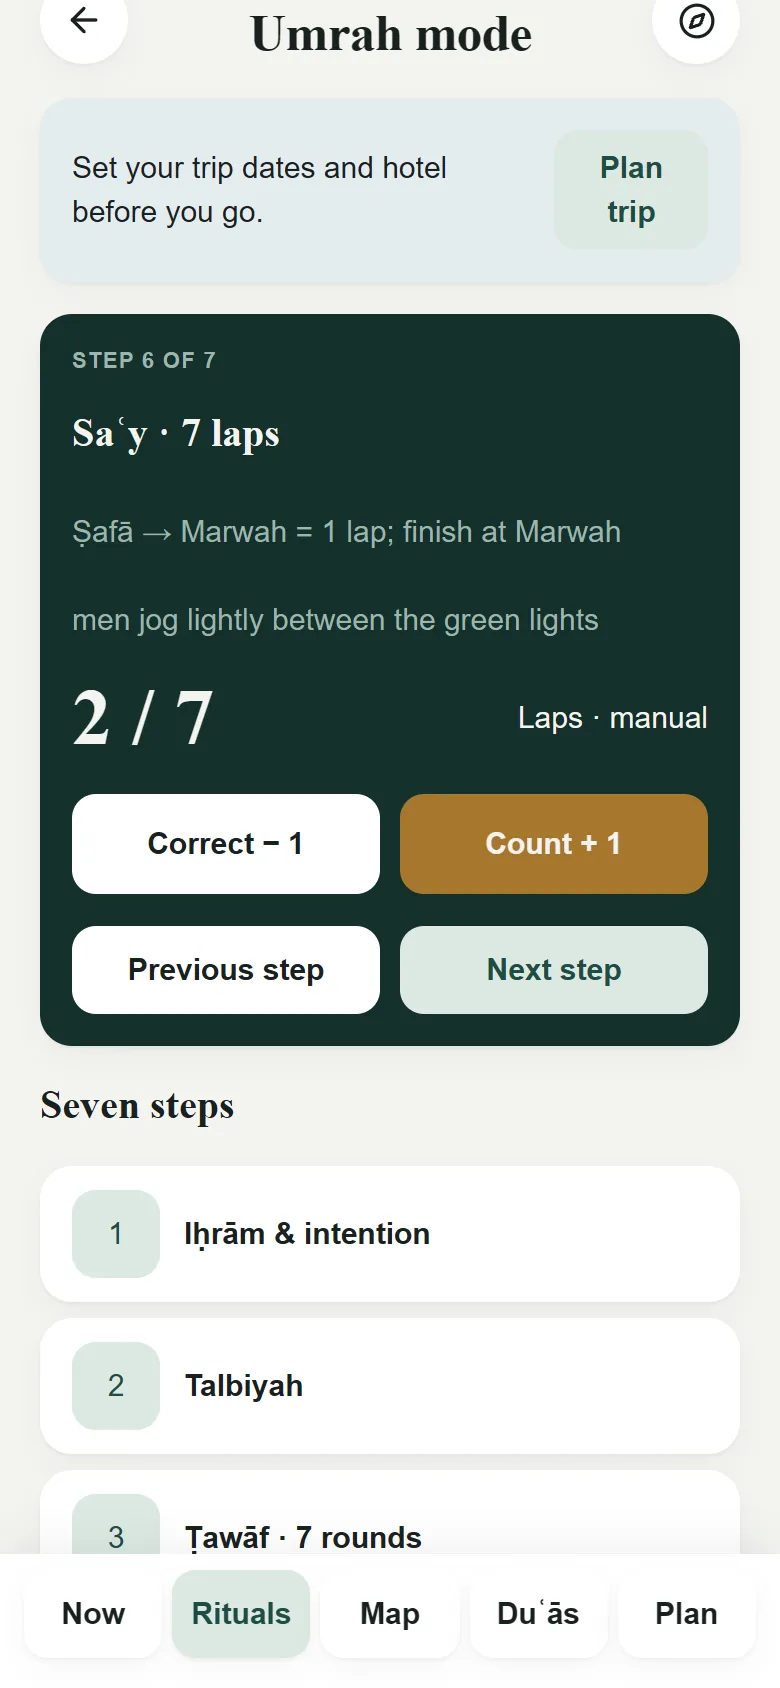 Umrah mode
Set your trip dates and hotel
before you go.
Plan
trip
STEP 6 OF 7
Saʿy · 7 laps
Ṣafā → Marwah = 1 lap; finish at Marwah
men jog lightly between the green lights
2 / 7
Laps · manual
Correct − 1
Count + 1
Previous step
Next step
Seven steps
1
Iḥrām & intention
2
Talbiyah
3
Ṭawāf · 7 rounds
Now
Rituals
Map
Duʿās
Plan